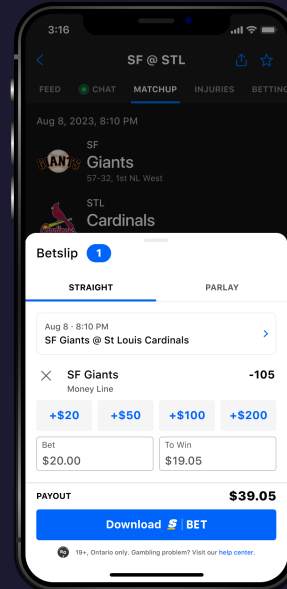 3:16
SF @ STL
FEED CHAT MATCHUP INJURIES BETTING
Aug 8, 2023, 8:10 PM
SF
GIANTS Giants
57-32, 1st NL West
STL
Cardinals
Betslip 1
STRAIGHT PARLAY
Aug 8 · 8:10 PM
SF Giants @ St Louis Cardinals
SF Giants -105
Money Line
+$20 +$50 +$100 +$200
Bet To Win
$20.00 $19.05
PAYOUT $39.05
Download S BET
19+, Ontario only. Gambling problem? Visit our help center.